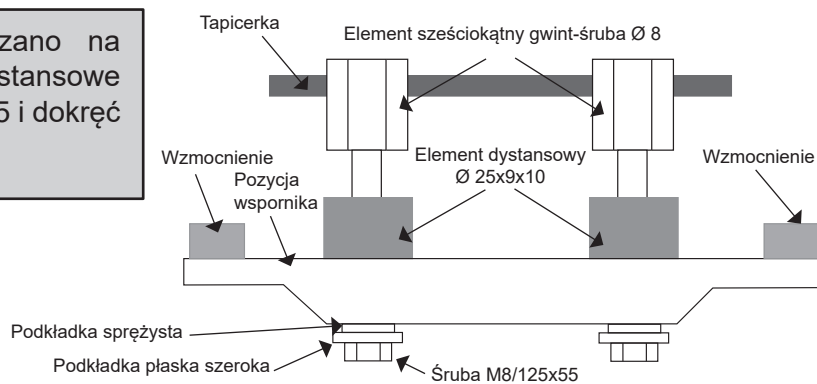 zano na
stansowe
5 i dokręć
Tapicerka
Element sześciokątny gwint-śruba Ø 8
Wzmocnienie
Pozycja
wspornika
Element dystansowy
Ø 25x9x10
Wzmocnienie
Podkładka sprężysta
Podkładka płaska szeroka
Śruba M8/125x55